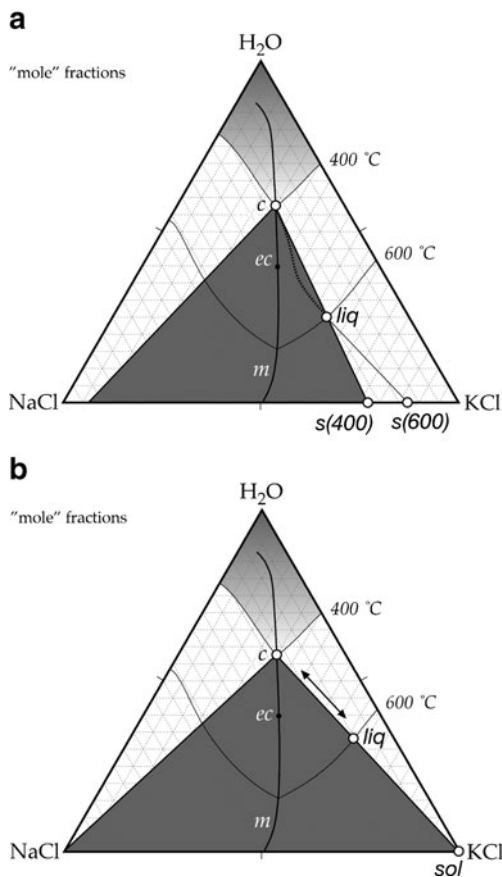 a
H₂O
"mole" fractions
400 °C
c
600 °C
ec
liq
m
NaCl
KCl
s(400)
s(600)
b
H₂O
"mole" fractions
400 °C
c
600 °C
ec
liq
m
NaCl
KCl
sol